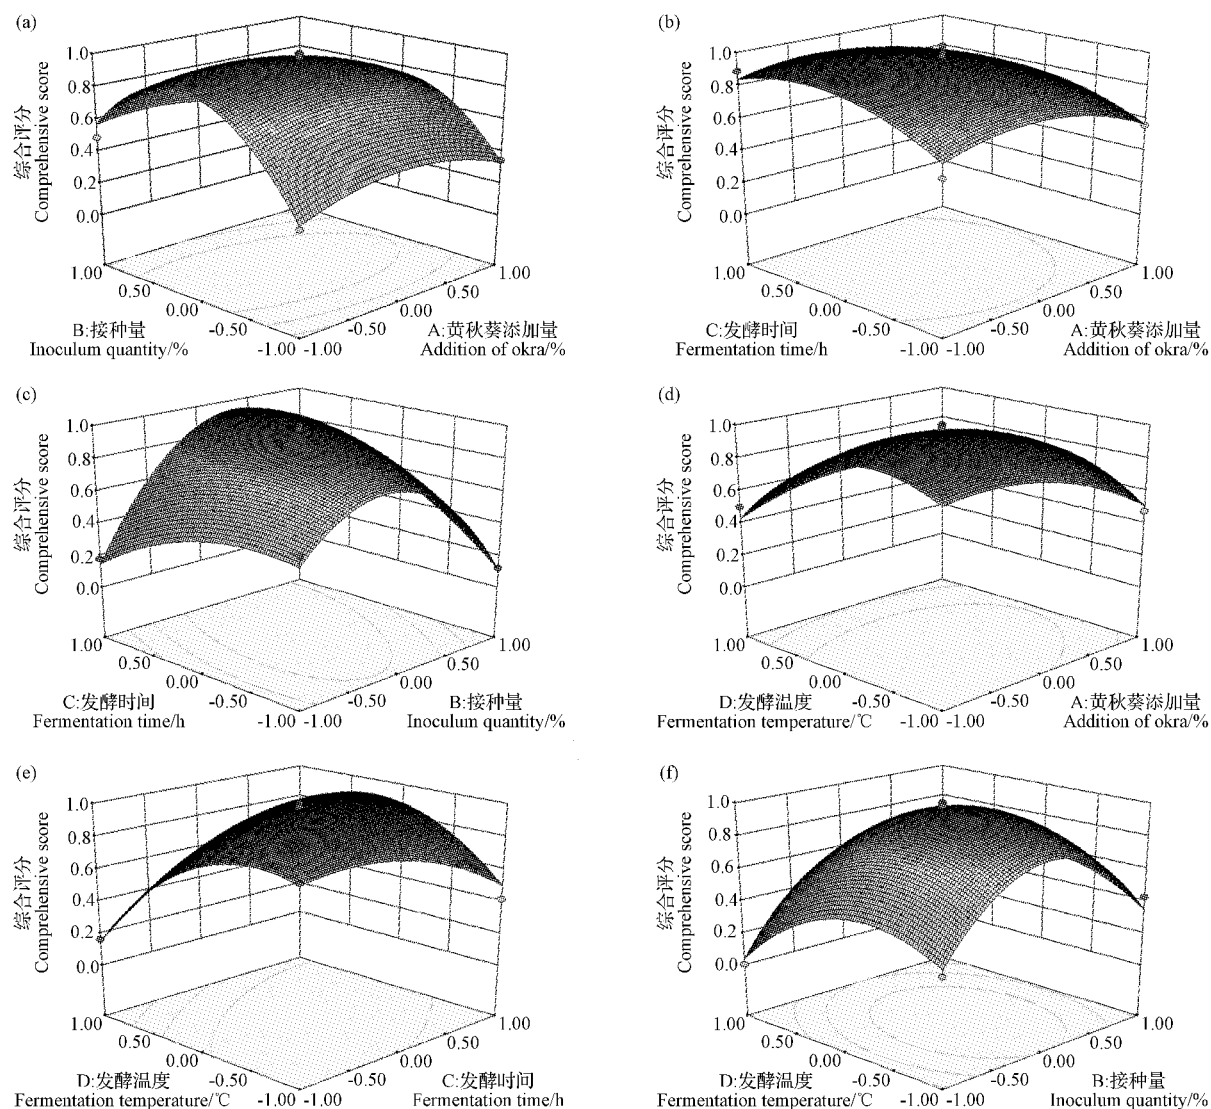 (a)
1.0
0.8
0.6
0.4
0.2
0.0
综合评分
Comprehensive score
1.00
0.50
0.00
-0.50
-1.00
-1.00
-0.50
0.00
0.50
1.00
B:接种量
Inoculum quantity/%
A:黄秋葵添加量
Addition of okra/%
(b)
1.0
0.8
0.6
0.4
0.2
0.0
综合评分
Comprehensive score
1.00
0.50
0.00
-0.50
-1.00
-1.00
-0.50
0.00
0.50
1.00
C:发酵时间
Fermentation time/h
A:黄秋葵添加量
Addition of okra/%
(c)
1.0
0.8
0.6
0.4
0.2
0.0
综合评分
Comprehensive score
1.00
0.50
0.00
-0.50
-1.00
-1.00
-0.50
0.00
0.50
1.00
C:发酵时间
Fermentation time/h
B:接种量
Inoculum quantity/%
(d)
1.0
0.8
0.6
0.4
0.2
0.0
综合评分
Comprehensive score
1.00
0.50
0.00
-0.50
-1.00
-1.00
-0.50
0.00
0.50
1.00
D:发酵温度
Fermentation temperature/℃
A:黄秋葵添加量
Addition of okra/%
(e)
1.0
0.8
0.6
0.4
0.2
0.0
综合评分
Comprehensive score
1.00
0.50
0.00
-0.50
-1.00
-1.00
-0.50
0.00
0.50
1.00
D:发酵温度
Fermentation temperature/℃
C:发酵时间
Fermentation time/h
(f)
1.0
0.8
0.6
0.4
0.2
0.0
综合评分
Comprehensive score
1.00
0.50
0.00
-0.50
-1.00
-1.00
-0.50
0.00
0.50
1.00
D:发酵温度
Fermentation temperature/℃
B:接种量
Inoculum quantity/%